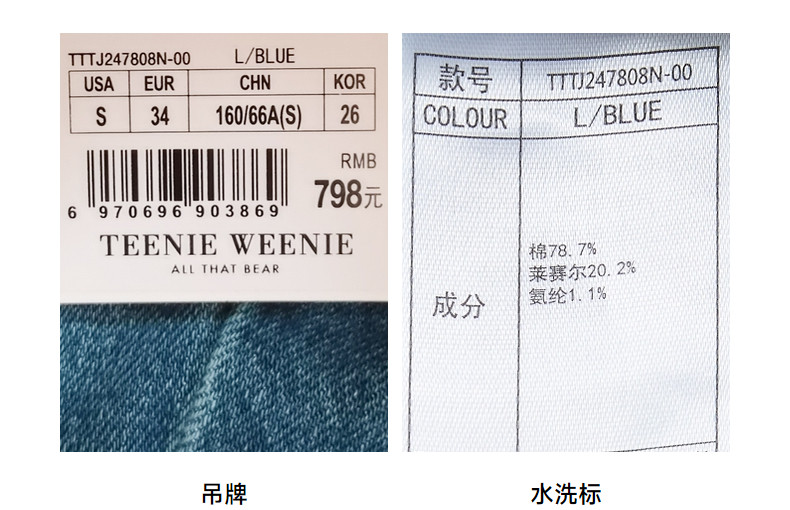 TTTJ247808N-00 L/BLUE
USA EUR CHN KOR
S 34 160/66A(S) 26
RMB
798元
6 970696 903869
TEENIE WEENIE
ALL THAT BEAR
吊牌
款号 TTTJ247808N-00
COLOUR L/BLUE
成分
棉78.7%
莱赛尔20.2%
氨纶1.1%
水洗标